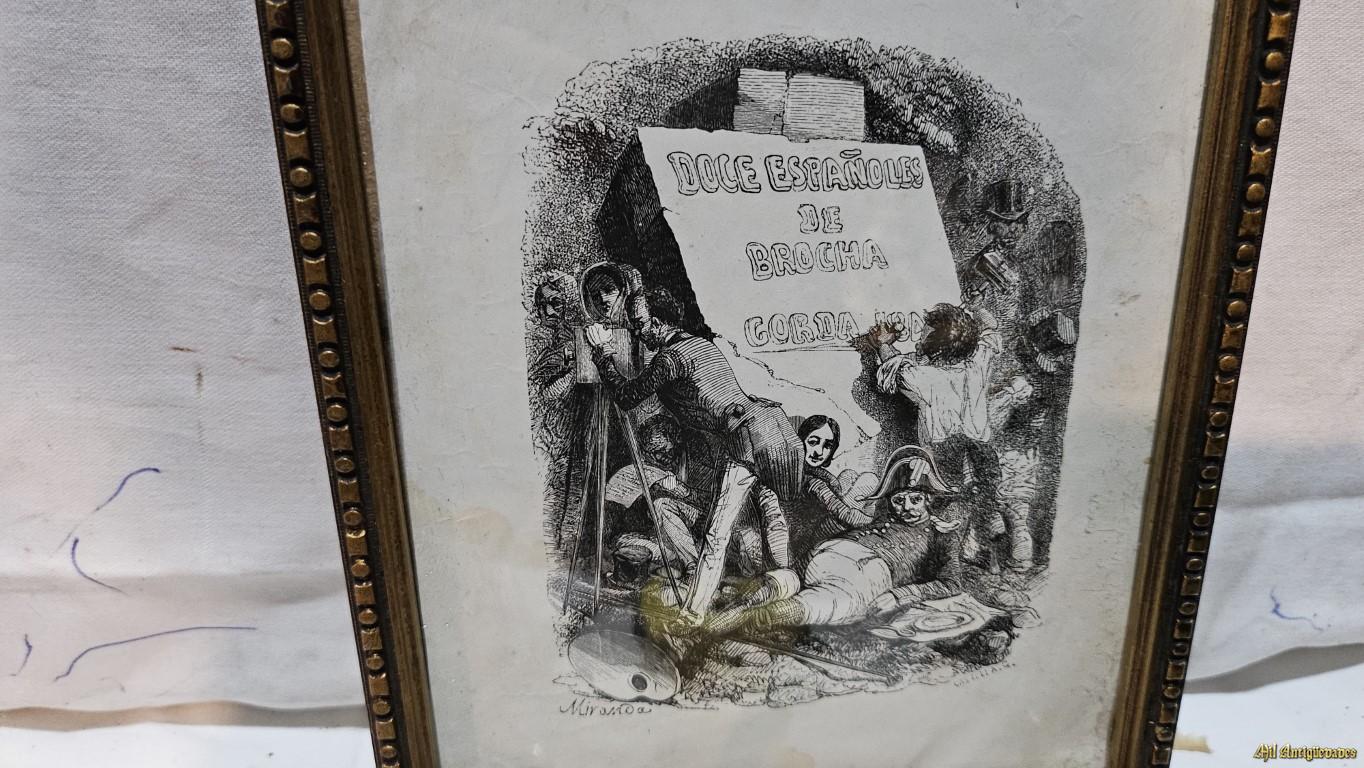 DOCE ESPAÑOLES
DE
BROCHA
GORDA
Miranda
Mil Antigüedades